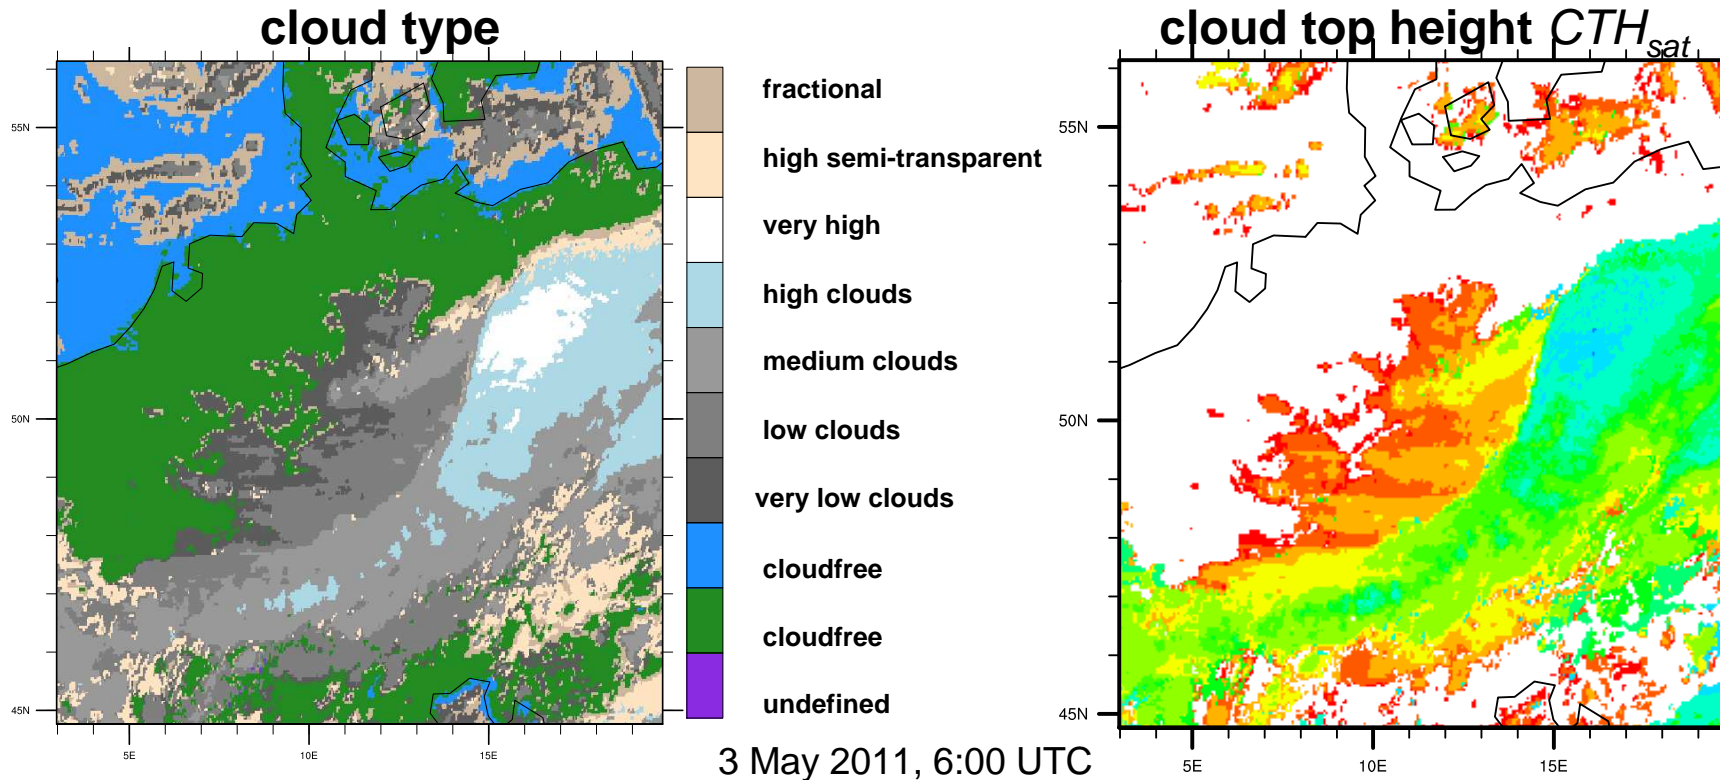 cloud type
cloud top height CTH_sat
fractional
high semi-transparent
very high
high clouds
medium clouds
low clouds
very low clouds
cloudfree
cloudfree
undefined
55N
50N
45N
5E
10E
15E
55N
50N
45N
5E
10E
15E
3 May 2011, 6:00 UTC